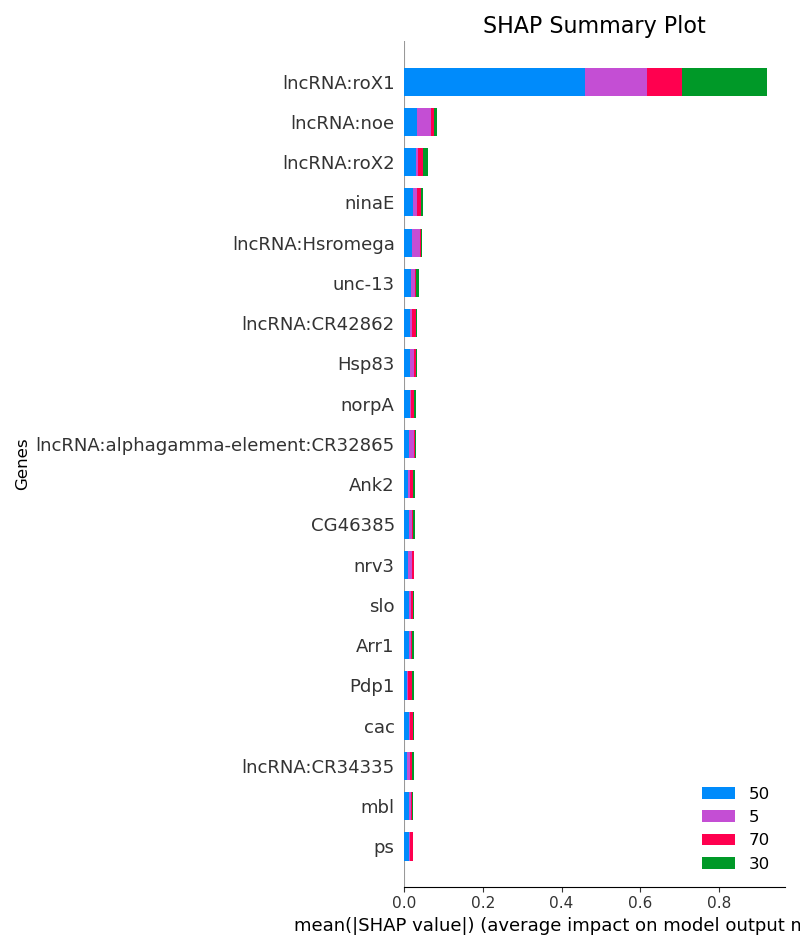 SHAP Summary Plot
lncRNA:roX1
lncRNA:noe
lncRNA:roX2
ninaE
lncRNA:Hsromega
unc-13
lncRNA:CR42862
Hsp83
norpA
lncRNA:alphagamma-element:CR32865
Ank2
CG46385
nrv3
slo
Arr1
Pdp1
cac
lncRNA:CR34335
mbl
ps
Genes
50
5
70
30
0.0 0.2 0.4 0.6 0.8
mean(|SHAP value|) (average impact on model output